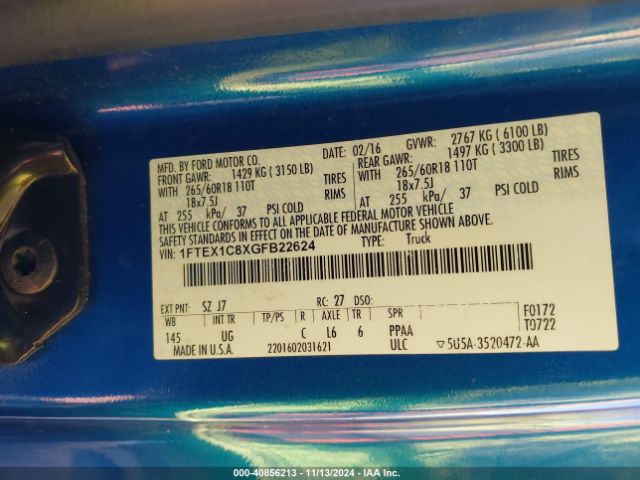 MFD. BY FORD MOTOR CO.
DATE: 02/16 GVWR: 2767 KG ( 6100 LB)
FRONT GAWR: 1429 KG ( 3150 LB)
REAR GAWR: 1497 KG ( 3300 LB)
WITH 265/60R18 110T TIRES
WITH 265/60R18 110T TIRES
18x7.5J RIMS
18x7.5J RIMS
AT 255 kPa/ 37 PSI COLD
AT 255 kPa/ 37 PSI COLD
THIS VEHICLE CONFORMS TO ALL APPLICABLE FEDERAL MOTOR VEHICLE
SAFETY STANDARDS IN EFFECT ON THE DATE OF MANUFACTURE SHOWN ABOVE.
VIN: 1FTEX1C8XGFB22624
TYPE: Truck
EXT PNT: SZ J7 RC: 27 DSO:
WB INT TR TP/PS R AXLE TR SPR
F0172
145 UG C L6 6 PPAA
T0722
MADE IN U.S.A. 2201602031621 ULC ▽5U5A-3520472-AA
©: 40856213 - 11/13/2024 - IAA Inc.